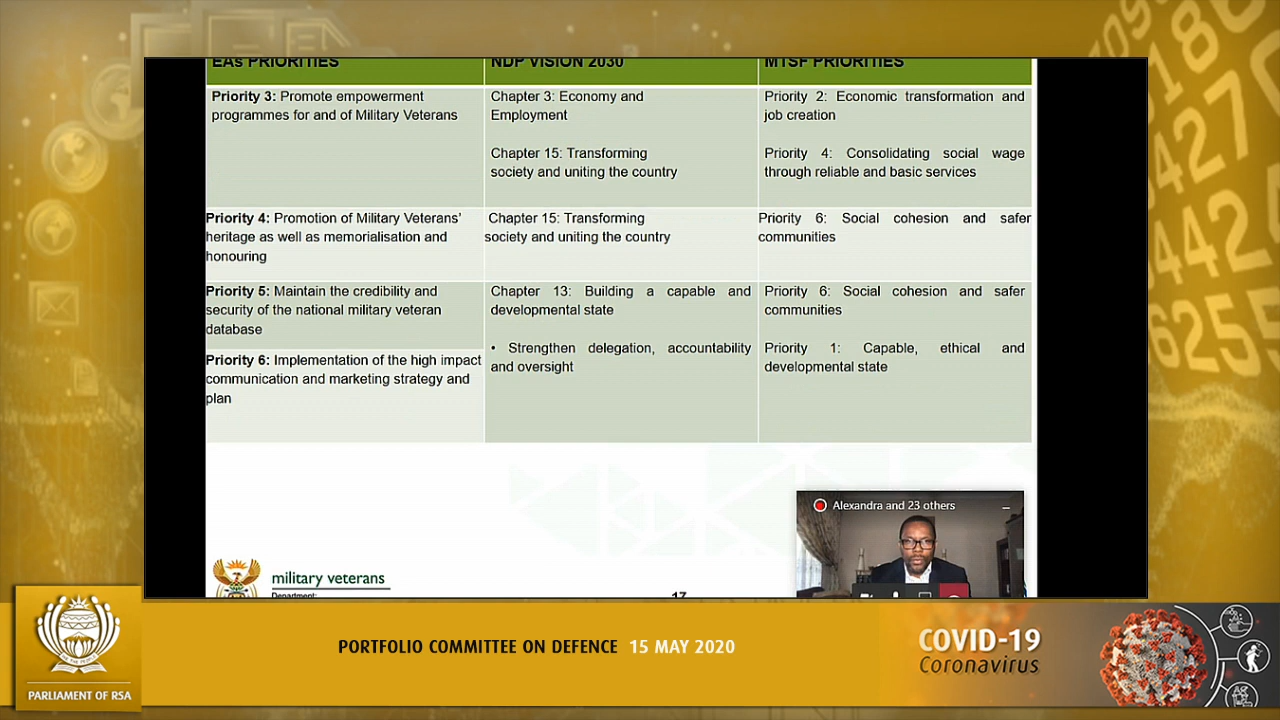 EAs PRIORITIES
NDP VISION 2030
MTSF PRIORITIES
Priority 3: Promote empowerment
programmes for and of Military Veterans
Chapter 3: Economy and
Employment
Chapter 15: Transforming
society and uniting the country
Priority 2: Economic transformation and
job creation
Priority 4: Consolidating social wage
through reliable and basic services
Priority 4: Promotion of Military Veterans'
heritage as well as memorialisation and
honouring
Chapter 15: Transforming
society and uniting the country
Priority 6: Social cohesion and safer
communities
Priority 5: Maintain the credibility and
security of the national military veteran
database
Priority 6: Implementation of the high impact
communication and marketing strategy and
plan
Chapter 13: Building a capable and
developmental state
• Strengthen delegation, accountability
and oversight
Priority 6: Social cohesion and safer
communities
Priority 1: Capable, ethical and
developmental state
Alexandra and 23 others
military veterans
Department:
17
PORTFOLIO COMMITTEE ON DEFENCE 15 MAY 2020
COVID-19
Coronavirus
PARLIAMENT OF RSA